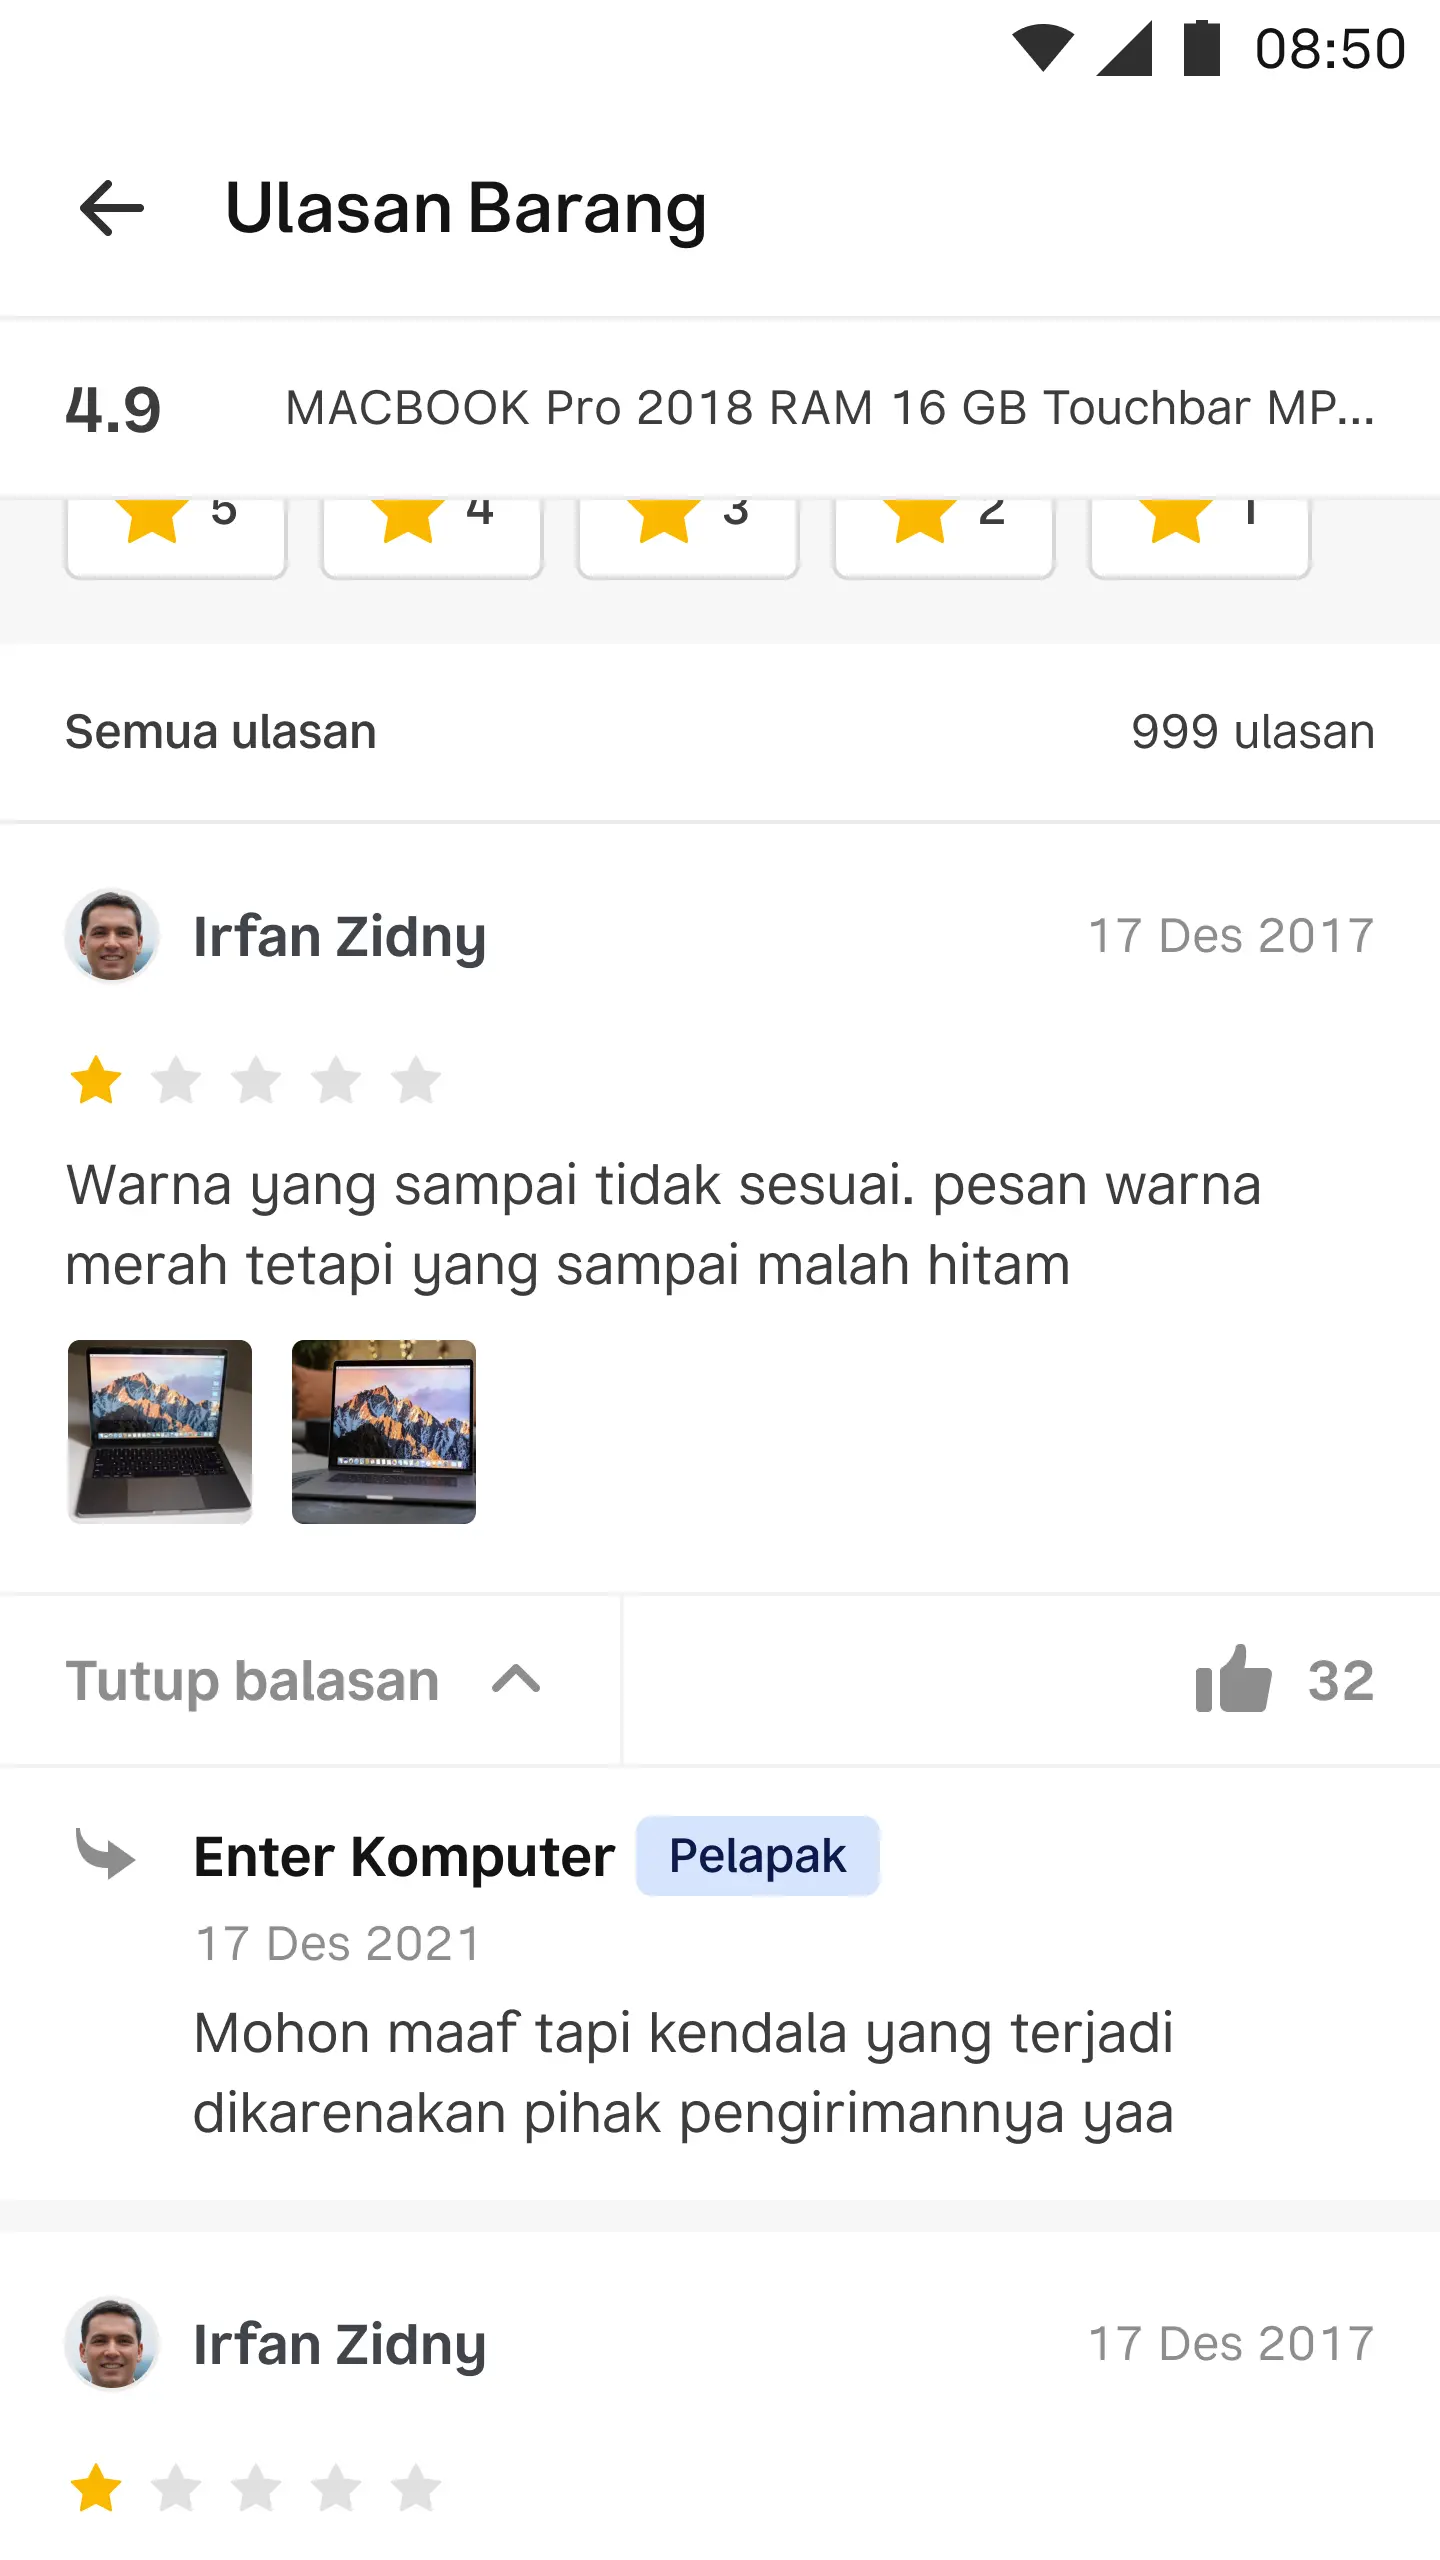 08:50
Ulasan Barang
4.9 MACBOOK Pro 2018 RAM 16 GB Touchbar MP...
5 4 3 2 1
Semua ulasan 999 ulasan
Irfan Zidny 17 Des 2017
Warna yang sampai tidak sesuai. pesan warna
merah tetapi yang sampai malah hitam
Tutup balasan 32
Enter Komputer Pelapak
17 Des 2021
Mohon maaf tapi kendala yang terjadi
dikarenakan pihak pengirimannya yaa
Irfan Zidny 17 Des 2017